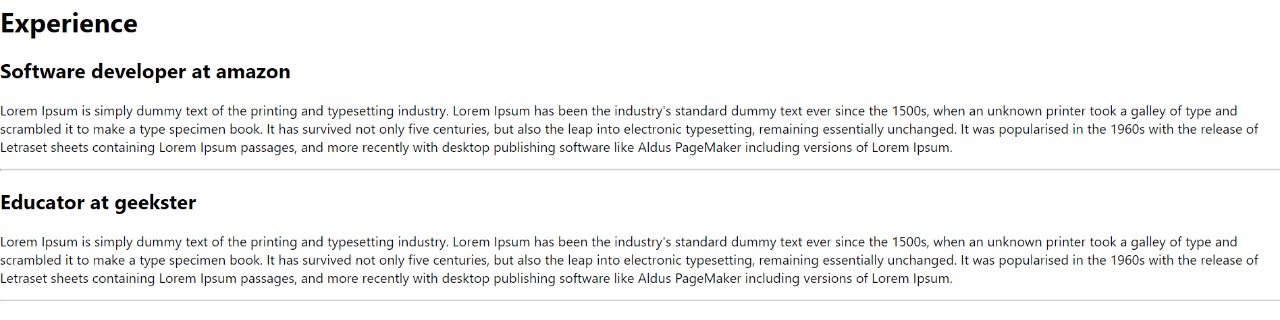 Experience
Software developer at amazon
Lorem Ipsum is simply dummy text of the printing and typesetting industry. Lorem Ipsum has been the industry's standard dummy text ever since the 1500s, when an unknown printer took a galley of type and
scrambled it to make a type specimen book. It has survived not only five centuries, but also the leap into electronic typesetting, remaining essentially unchanged. It was popularised in the 1960s with the release of
Letraset sheets containing Lorem Ipsum passages, and more recently with desktop publishing software like Aldus PageMaker including versions of Lorem Ipsum.
Educator at geekster
Lorem Ipsum is simply dummy text of the printing and typesetting industry. Lorem Ipsum has been the industry's standard dummy text ever since the 1500s, when an unknown printer took a galley of type and
scrambled it to make a type specimen book. It has survived not only five centuries, but also the leap into electronic typesetting, remaining essentially unchanged. It was popularised in the 1960s with the release of
Letraset sheets containing Lorem Ipsum passages, and more recently with desktop publishing software like Aldus PageMaker including versions of Lorem Ipsum.